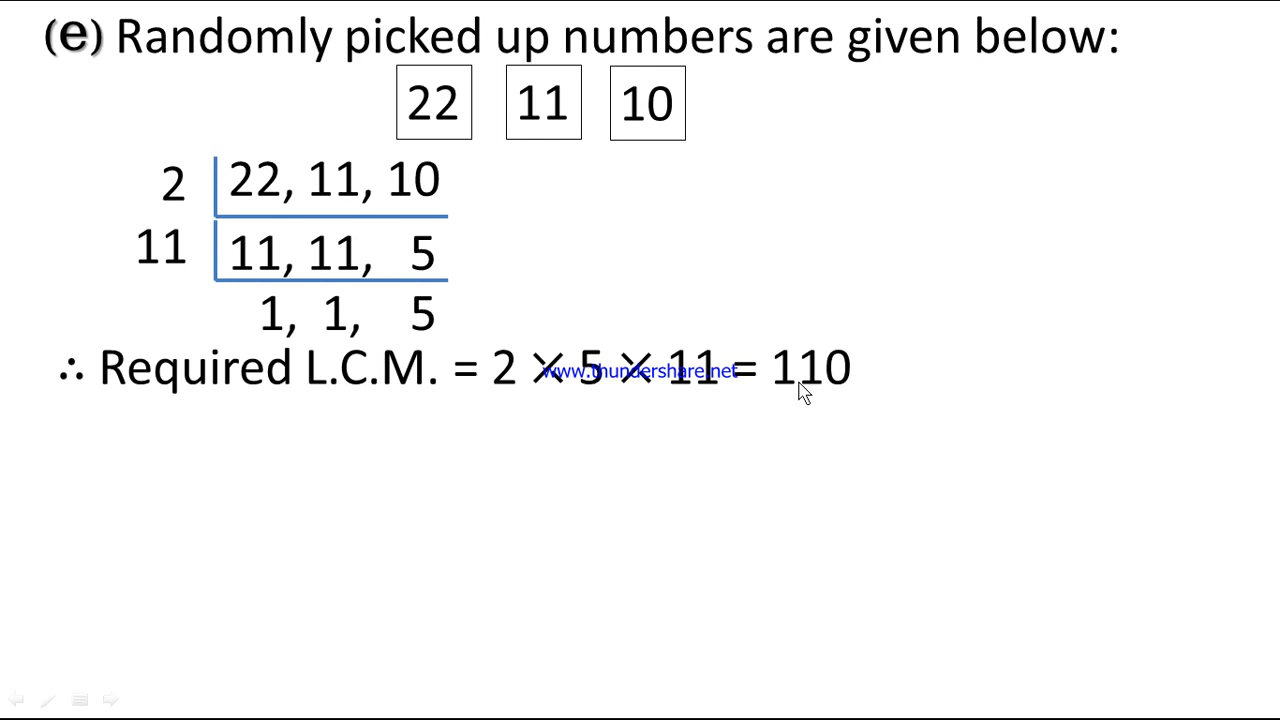 (e) Randomly picked up numbers are given below:
22 11 10
2 22, 11, 10
11 11, 11, 5
1, 1, 5
∴ Required L.C.M. = 2 × 5 × 11 = 110
www.thundershare.net